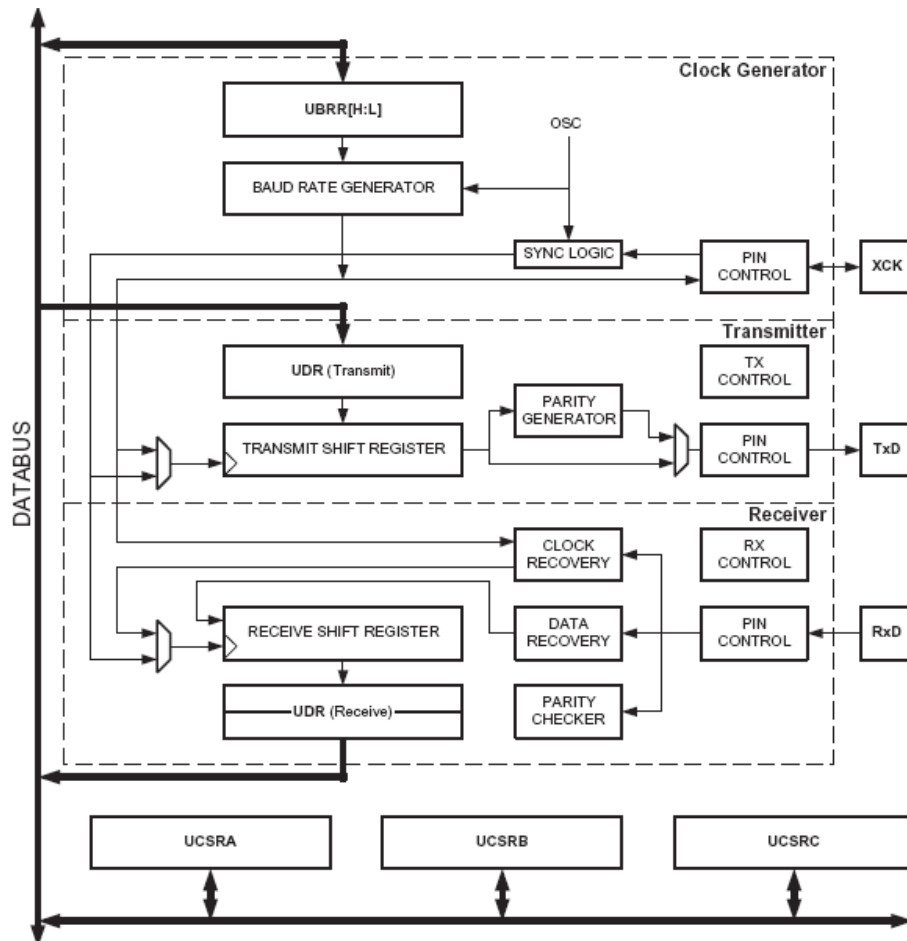 Clock Generator
UBRR[H:L]
OSC
BAUD RATE GENERATOR
SYNC LOGIC
PIN
CONTROL
XCK
Transmitter
UDR (Transmit)
TX
CONTROL
PARITY
GENERATOR
TRANSMIT SHIFT REGISTER
PIN
CONTROL
TxD
DATABUS
Receiver
CLOCK
RECOVERY
RX
CONTROL
RECEIVE SHIFT REGISTER
DATA
RECOVERY
PIN
CONTROL
RxD
UDR (Receive)
PARITY
CHECKER
UCSRA
UCSRB
UCSRC